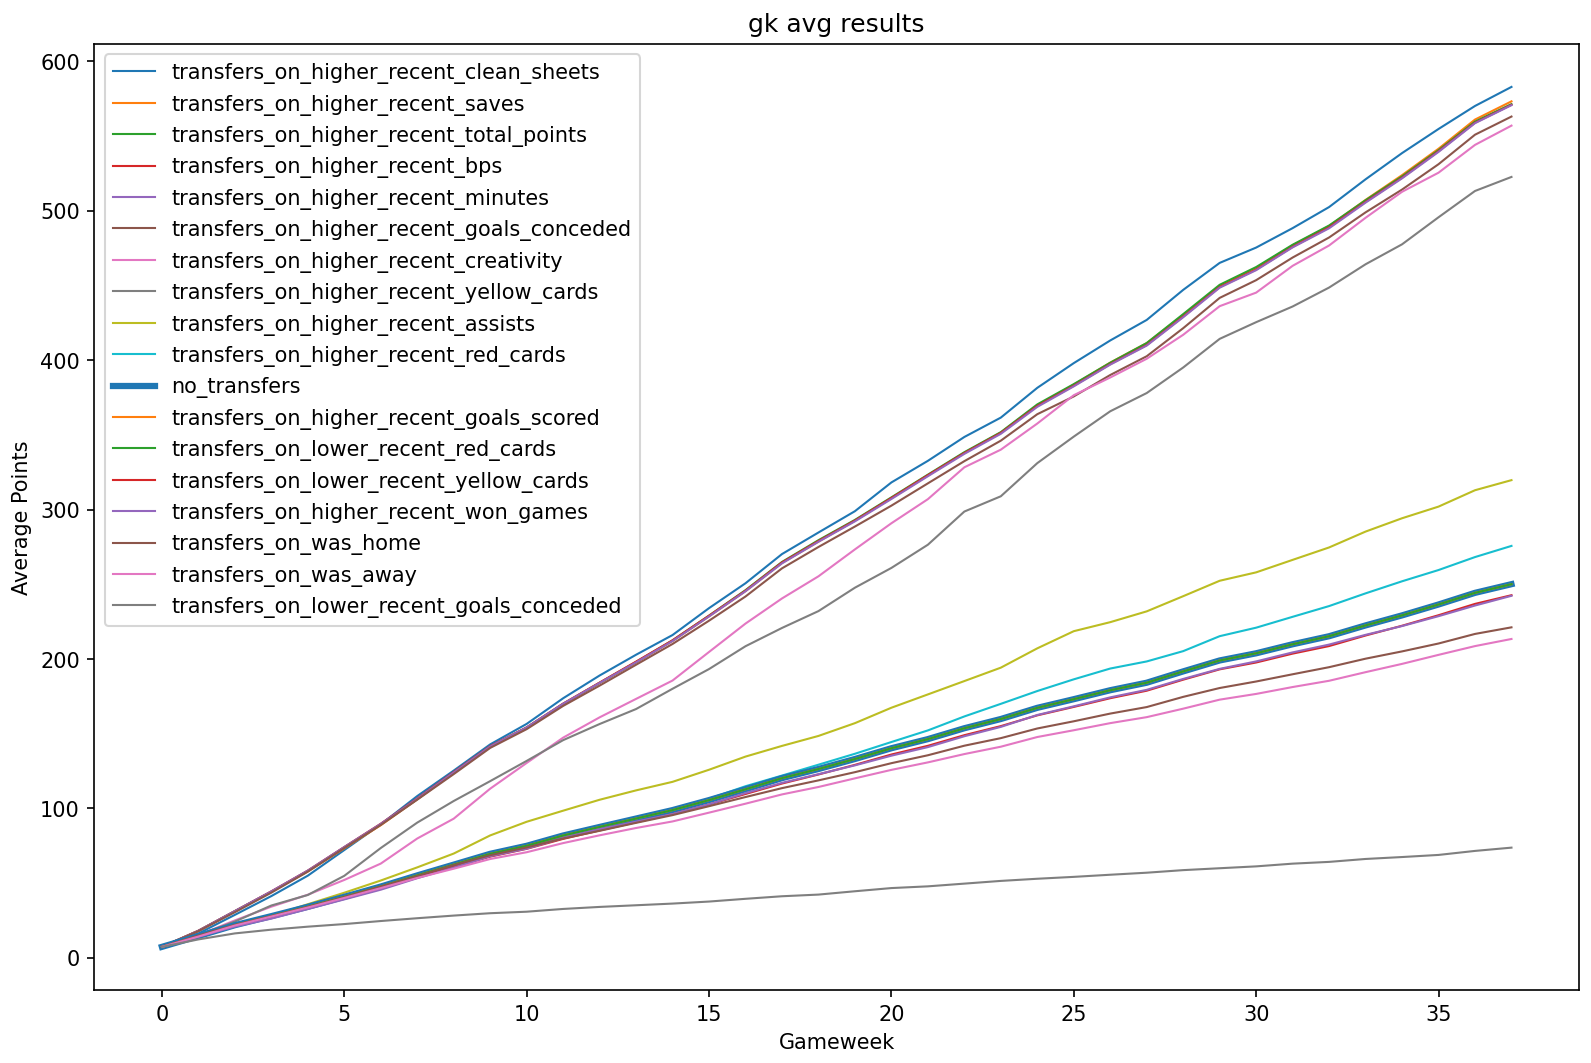 gk avg results
transfers_on_higher_recent_clean_sheets
transfers_on_higher_recent_saves
transfers_on_higher_recent_total_points
transfers_on_higher_recent_bps
transfers_on_higher_recent_minutes
transfers_on_higher_recent_goals_conceded
transfers_on_higher_recent_creativity
transfers_on_higher_recent_yellow_cards
transfers_on_higher_recent_assists
transfers_on_higher_recent_red_cards
no_transfers
transfers_on_higher_recent_goals_scored
transfers_on_lower_recent_red_cards
transfers_on_lower_recent_yellow_cards
transfers_on_higher_recent_won_games
transfers_on_was_home
transfers_on_was_away
transfers_on_lower_recent_goals_conceded
Average Points
600
500
400
300
200
100
0
0 5 10 15 20 25 30 35
Gameweek